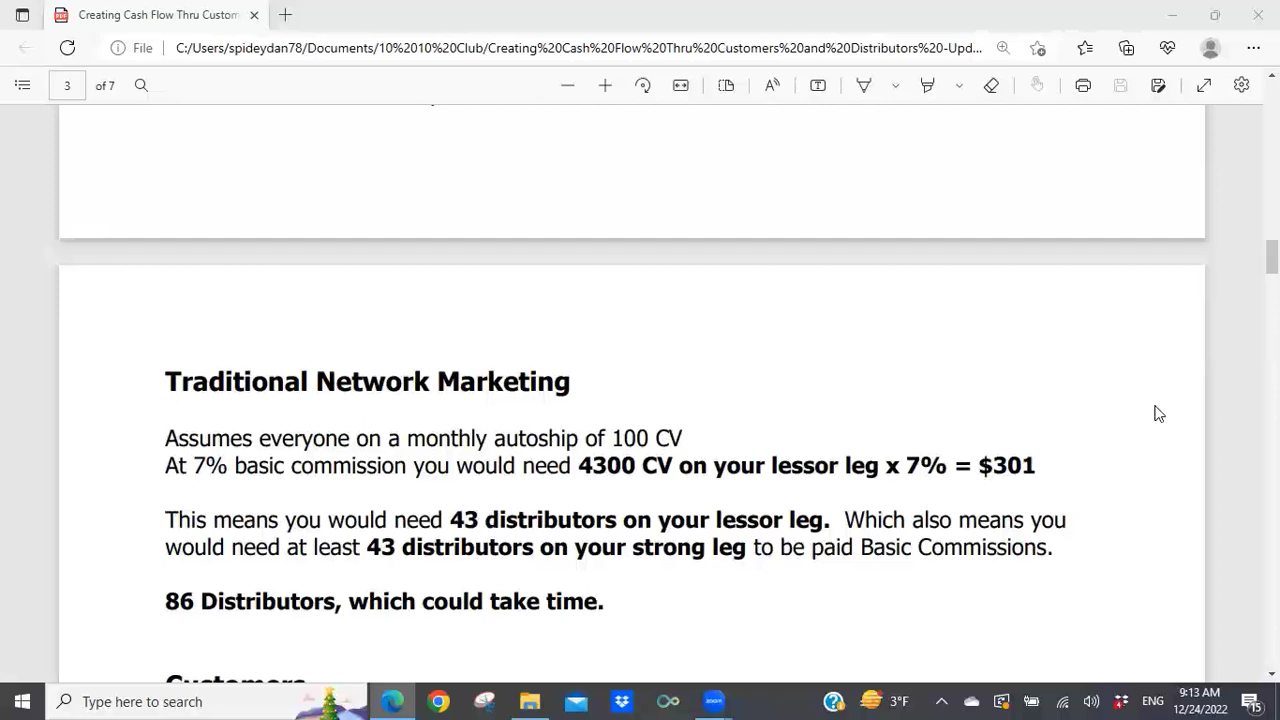 Creating Cash Flow Thru Custom
File
C:/Users/spideydan78/Documents/10%2010%20Club/Creating%20Cash%20Flow%20Thru%20Customers%20and%20Distributors%20-Upd...
3 of 7
Traditional Network Marketing
Assumes everyone on a monthly autoship of 100 CV
At 7% basic commission you would need 4300 CV on your lessor leg x 7% = $301
This means you would need 43 distributors on your lessor leg. Which also means you
would need at least 43 distributors on your strong leg to be paid Basic Commissions.
86 Distributors, which could take time.
Customers
Type here to search
zoom
3°F
ENG
9:13 AM
12/24/2022
15